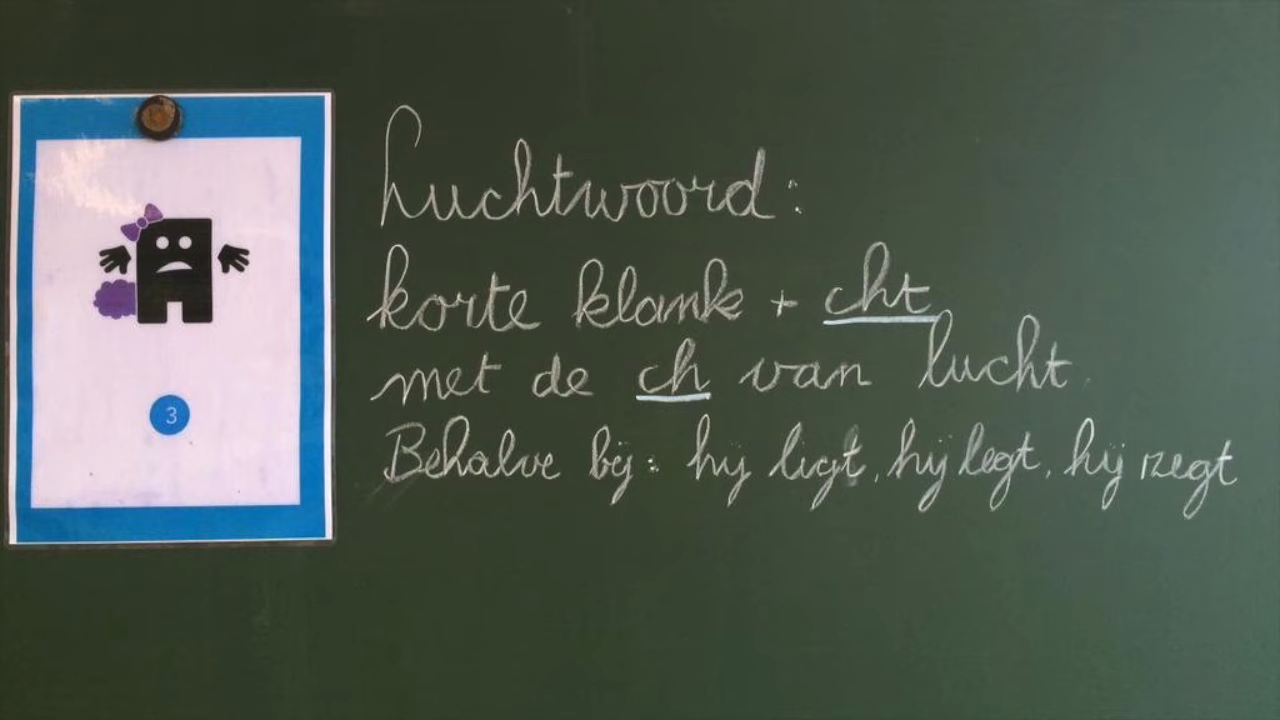 3
Luchtwoord:
korte klank + cht
met de ch van lucht.
Behalve bij: hij ligt, hij legt, hij zegt